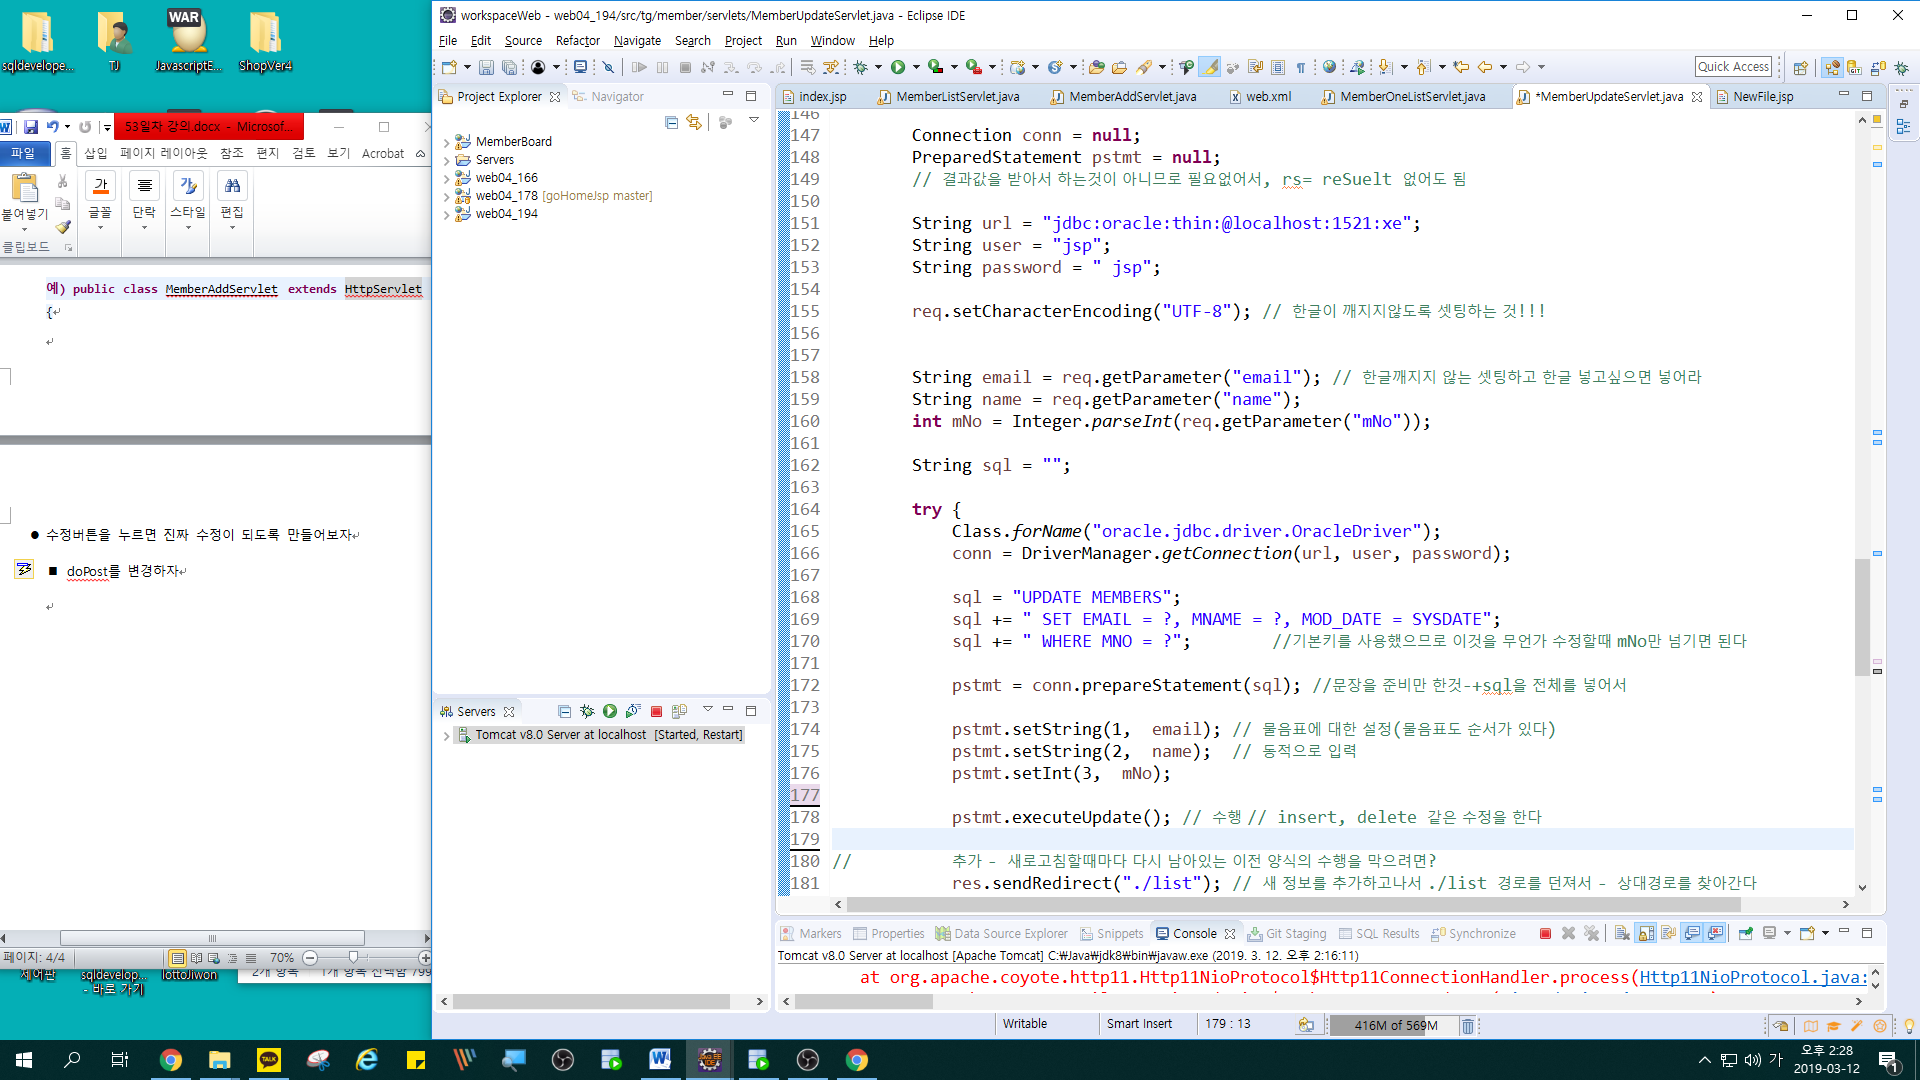 workspaceWeb - web04_194/src/tg/member/servlets/MemberUpdateServlet.java - Eclipse IDE
File Edit Source Refactor Navigate Search Project Run Window Help
Quick Access
sqldevelope...
TJ
WAR
JavascriptE...
ShopVer4
53일차 강의.docx - Microsof...
파일 홈 삽입 페이지 레이아웃 참조 편지 검토 보기 Acrobat
붙여넣기
글꼴
단락
스타일
편집
클립보드
예) public class MemberAddServlet extends HttpServlet
{
● 수정버튼을 누르면 진짜 수정이 되도록 만들어보자
■ doPost를 변경하자
페이지: 4/4
70%
제어판
sqldevelop... - 바로 가기
lottoJiwon
Project Explorer
Navigator
MemberBoard
Servers
web04_166
web04_178 [goHomeJsp master]
web04_194
Servers
Tomcat v8.0 Server at localhost [Started, Restart]
index.jsp
MemberListServlet.java
MemberAddServlet.java
web.xml
MemberOneListServlet.java
*MemberUpdateServlet.java
NewFile.jsp
146
147 Connection conn = null;
148 PreparedStatement pstmt = null;
149 // 결과값을 받아서 하는것이 아니므로 필요없어서, rs= reSuelt 없어도 됨
150
151 String url = "jdbc:oracle:thin:@localhost:1521:xe";
152 String user = "jsp";
153 String password = " jsp";
154
155 req.setCharacterEncoding("UTF-8"); // 한글이 깨지지않도록 셋팅하는 것!!!
156
157
158 String email = req.getParameter("email"); // 한글깨지지 않는 셋팅하고 한글 넣고싶으면 넣어라
159 String name = req.getParameter("name");
160 int mNo = Integer.parseInt(req.getParameter("mNo"));
161
162 String sql = "";
163
164 try {
165 Class.forName("oracle.jdbc.driver.OracleDriver");
166 conn = DriverManager.getConnection(url, user, password);
167
168 sql = "UPDATE MEMBERS";
169 sql += " SET EMAIL = ?, MNAME = ?, MOD_DATE = SYSDATE";
170 sql += " WHERE MNO = ?"; //기본키를 사용했으므로 이것을 무언가 수정할때 mNo만 넘기면 된다
171
172 pstmt = conn.prepareStatement(sql); //문장을 준비만 한것-+sql을 전체를 넣어서
173
174 pstmt.setString(1, email); // 물음표에 대한 설정(물음표도 순서가 있다)
175 pstmt.setString(2, name); // 동적으로 입력
176 pstmt.setInt(3, mNo);
177
178 pstmt.executeUpdate(); // 수행 // insert, delete 같은 수정을 한다
179
180 // 추가 - 새로고침할때마다 다시 남아있는 이전 양식의 수행을 막으려면?
181 res.sendRedirect("./list"); // 새 정보를 추가하고나서 ./list 경로를 던져서 - 상대경로를 찾아간다
Markers Properties Data Source Explorer Snippets Console Git Staging SQL Results Synchronize
Tomcat v8.0 Server at localhost [Apache Tomcat] C:₩Java₩jdk8₩bin₩javaw.exe (2019. 3. 12. 오후 2:16:11)
at org.apache.coyote.http11.Http11NioProtocol$Http11ConnectionHandler.process(Http11NioProtocol.java:
Writable
Smart Insert
179 : 13
416M of 569M
TALK
가
오후 2:28
2019-03-12
1